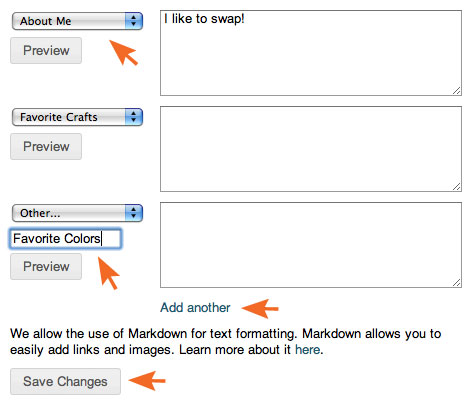 About Me
I like to swap!
Preview
Favorite Crafts
Preview
Other...
Favorite Colors
Preview
Add another
We allow the use of Markdown for text formatting. Markdown allows you to
easily add links and images. Learn more about it here.
Save Changes